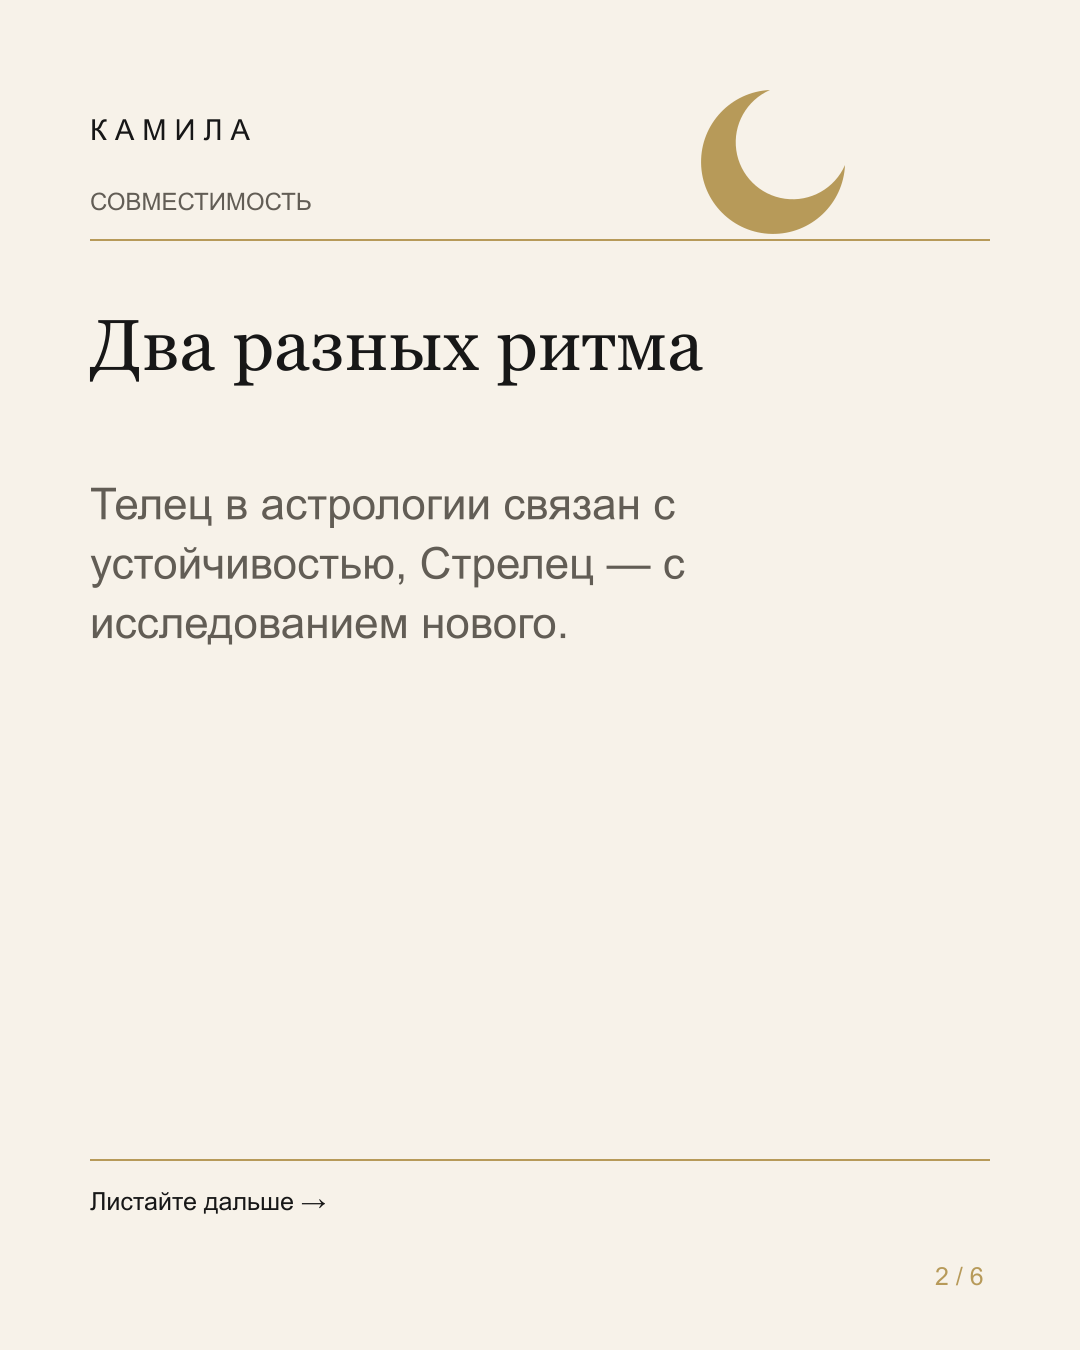 КАМИЛА
СОВМЕСТИМОСТЬ
Два разных ритма
Телец в астрологии связан с
устойчивостью, Стрелец — с
исследованием нового.
Листайте дальше →
2 / 6